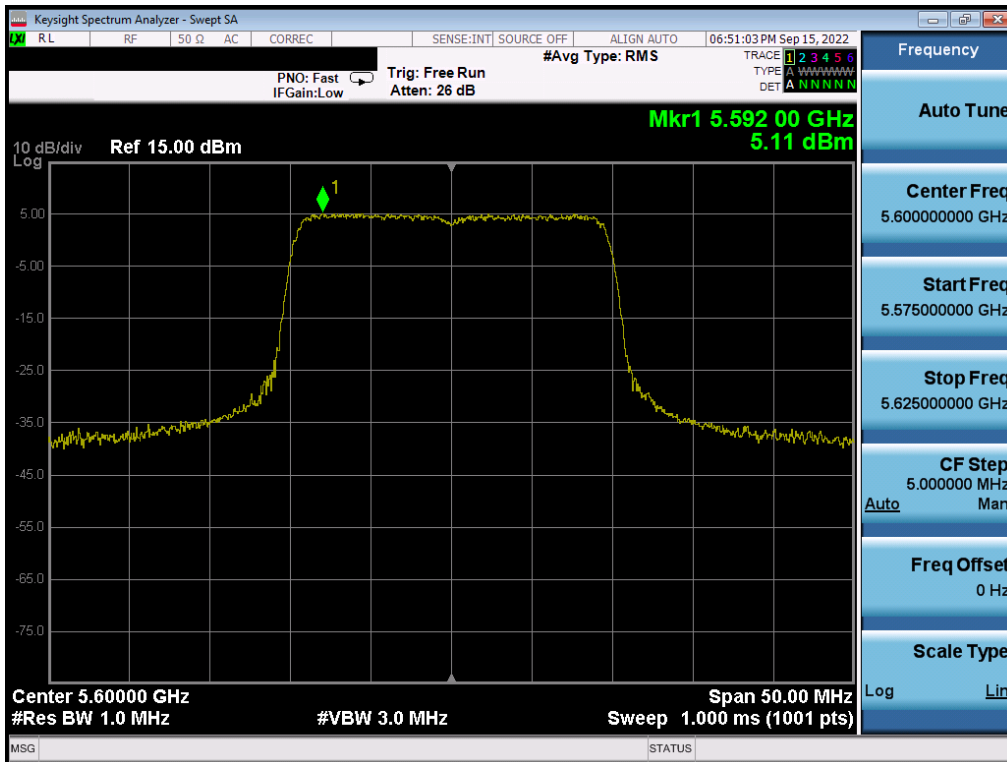 Keysight Spectrum Analyzer - Swept SA
LXI RL RF 50 Ω AC CORREC SENSE:INT SOURCE OFF ALIGN AUTO 06:51:03 PM Sep 15, 2022
#Avg Type: RMS
TRACE 1 2 3 4 5 6
PNO: Fast Trig: Free Run
TYPE A WWWWW
IFGain:Low Atten: 26 dB
DET A N N N N N
Mkr1 5.592 00 GHz
5.11 dBm
10 dB/div Ref 15.00 dBm
Log
1
5.00
-5.00
-15.0
-25.0
-35.0
-45.0
-55.0
-65.0
-75.0
Center 5.60000 GHz Span 50.00 MHz
#Res BW 1.0 MHz #VBW 3.0 MHz Sweep 1.000 ms (1001 pts)
MSG STATUS
Frequency
Auto Tune
Center Freq
5.600000000 GHz
Start Freq
5.575000000 GHz
Stop Freq
5.625000000 GHz
CF Step
5.000000 MHz
Auto Man
Freq Offset
0 Hz
Scale Type
Log Lin